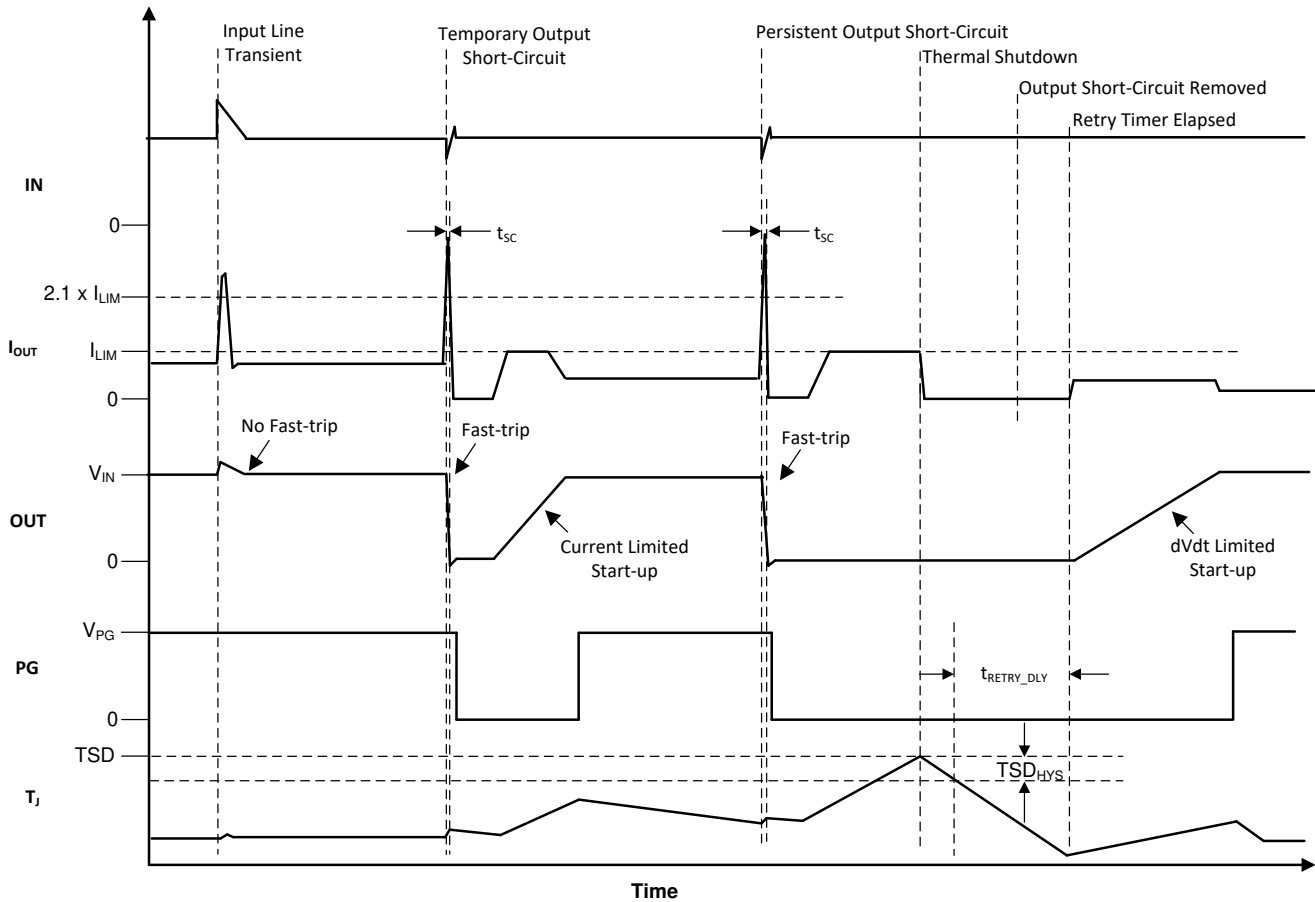 Input Line
Transient
Temporary Output
Short-Circuit
Persistent Output Short-Circuit
Thermal Shutdown
Output Short-Circuit Removed
Retry Timer Elapsed
IN
0
tSC
tSC
2.1 x ILIM
IOUT
ILIM
0
No Fast-trip
Fast-trip
Fast-trip
VIN
OUT
Current Limited
Start-up
dVdt Limited
Start-up
0
VPG
PG
tRETRY_DLY
0
TSD
TSDHYS
TJ
Time